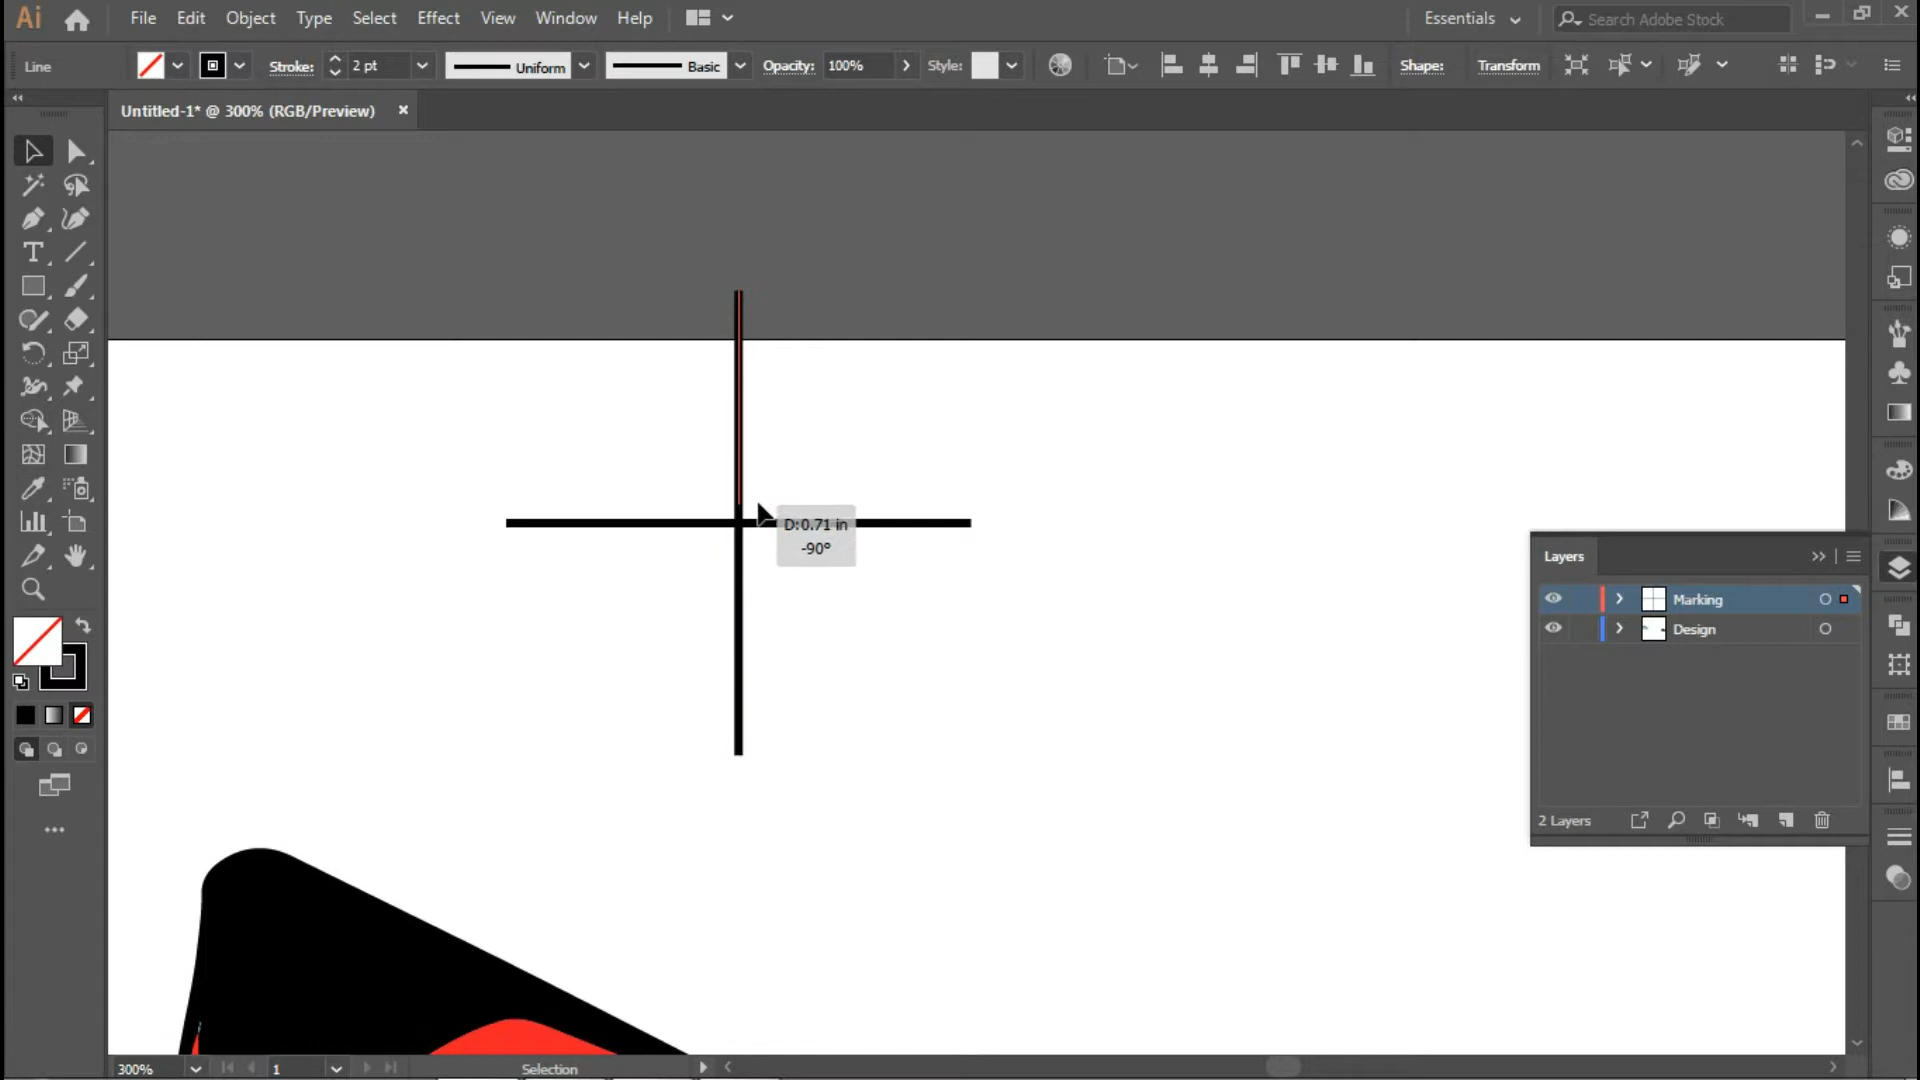 Ai
File Edit Object Type Select Effect View Window Help
Essentials
Search Adobe Stock
Line
Stroke: 2 pt
Uniform
Basic
Opacity: 100%
Style:
Shape:
Transform
Untitled-1* @ 300% (RGB/Preview) ×
D:0.71 in
-90°
Layers
Marking
Design
2 Layers
300%
1
Selection